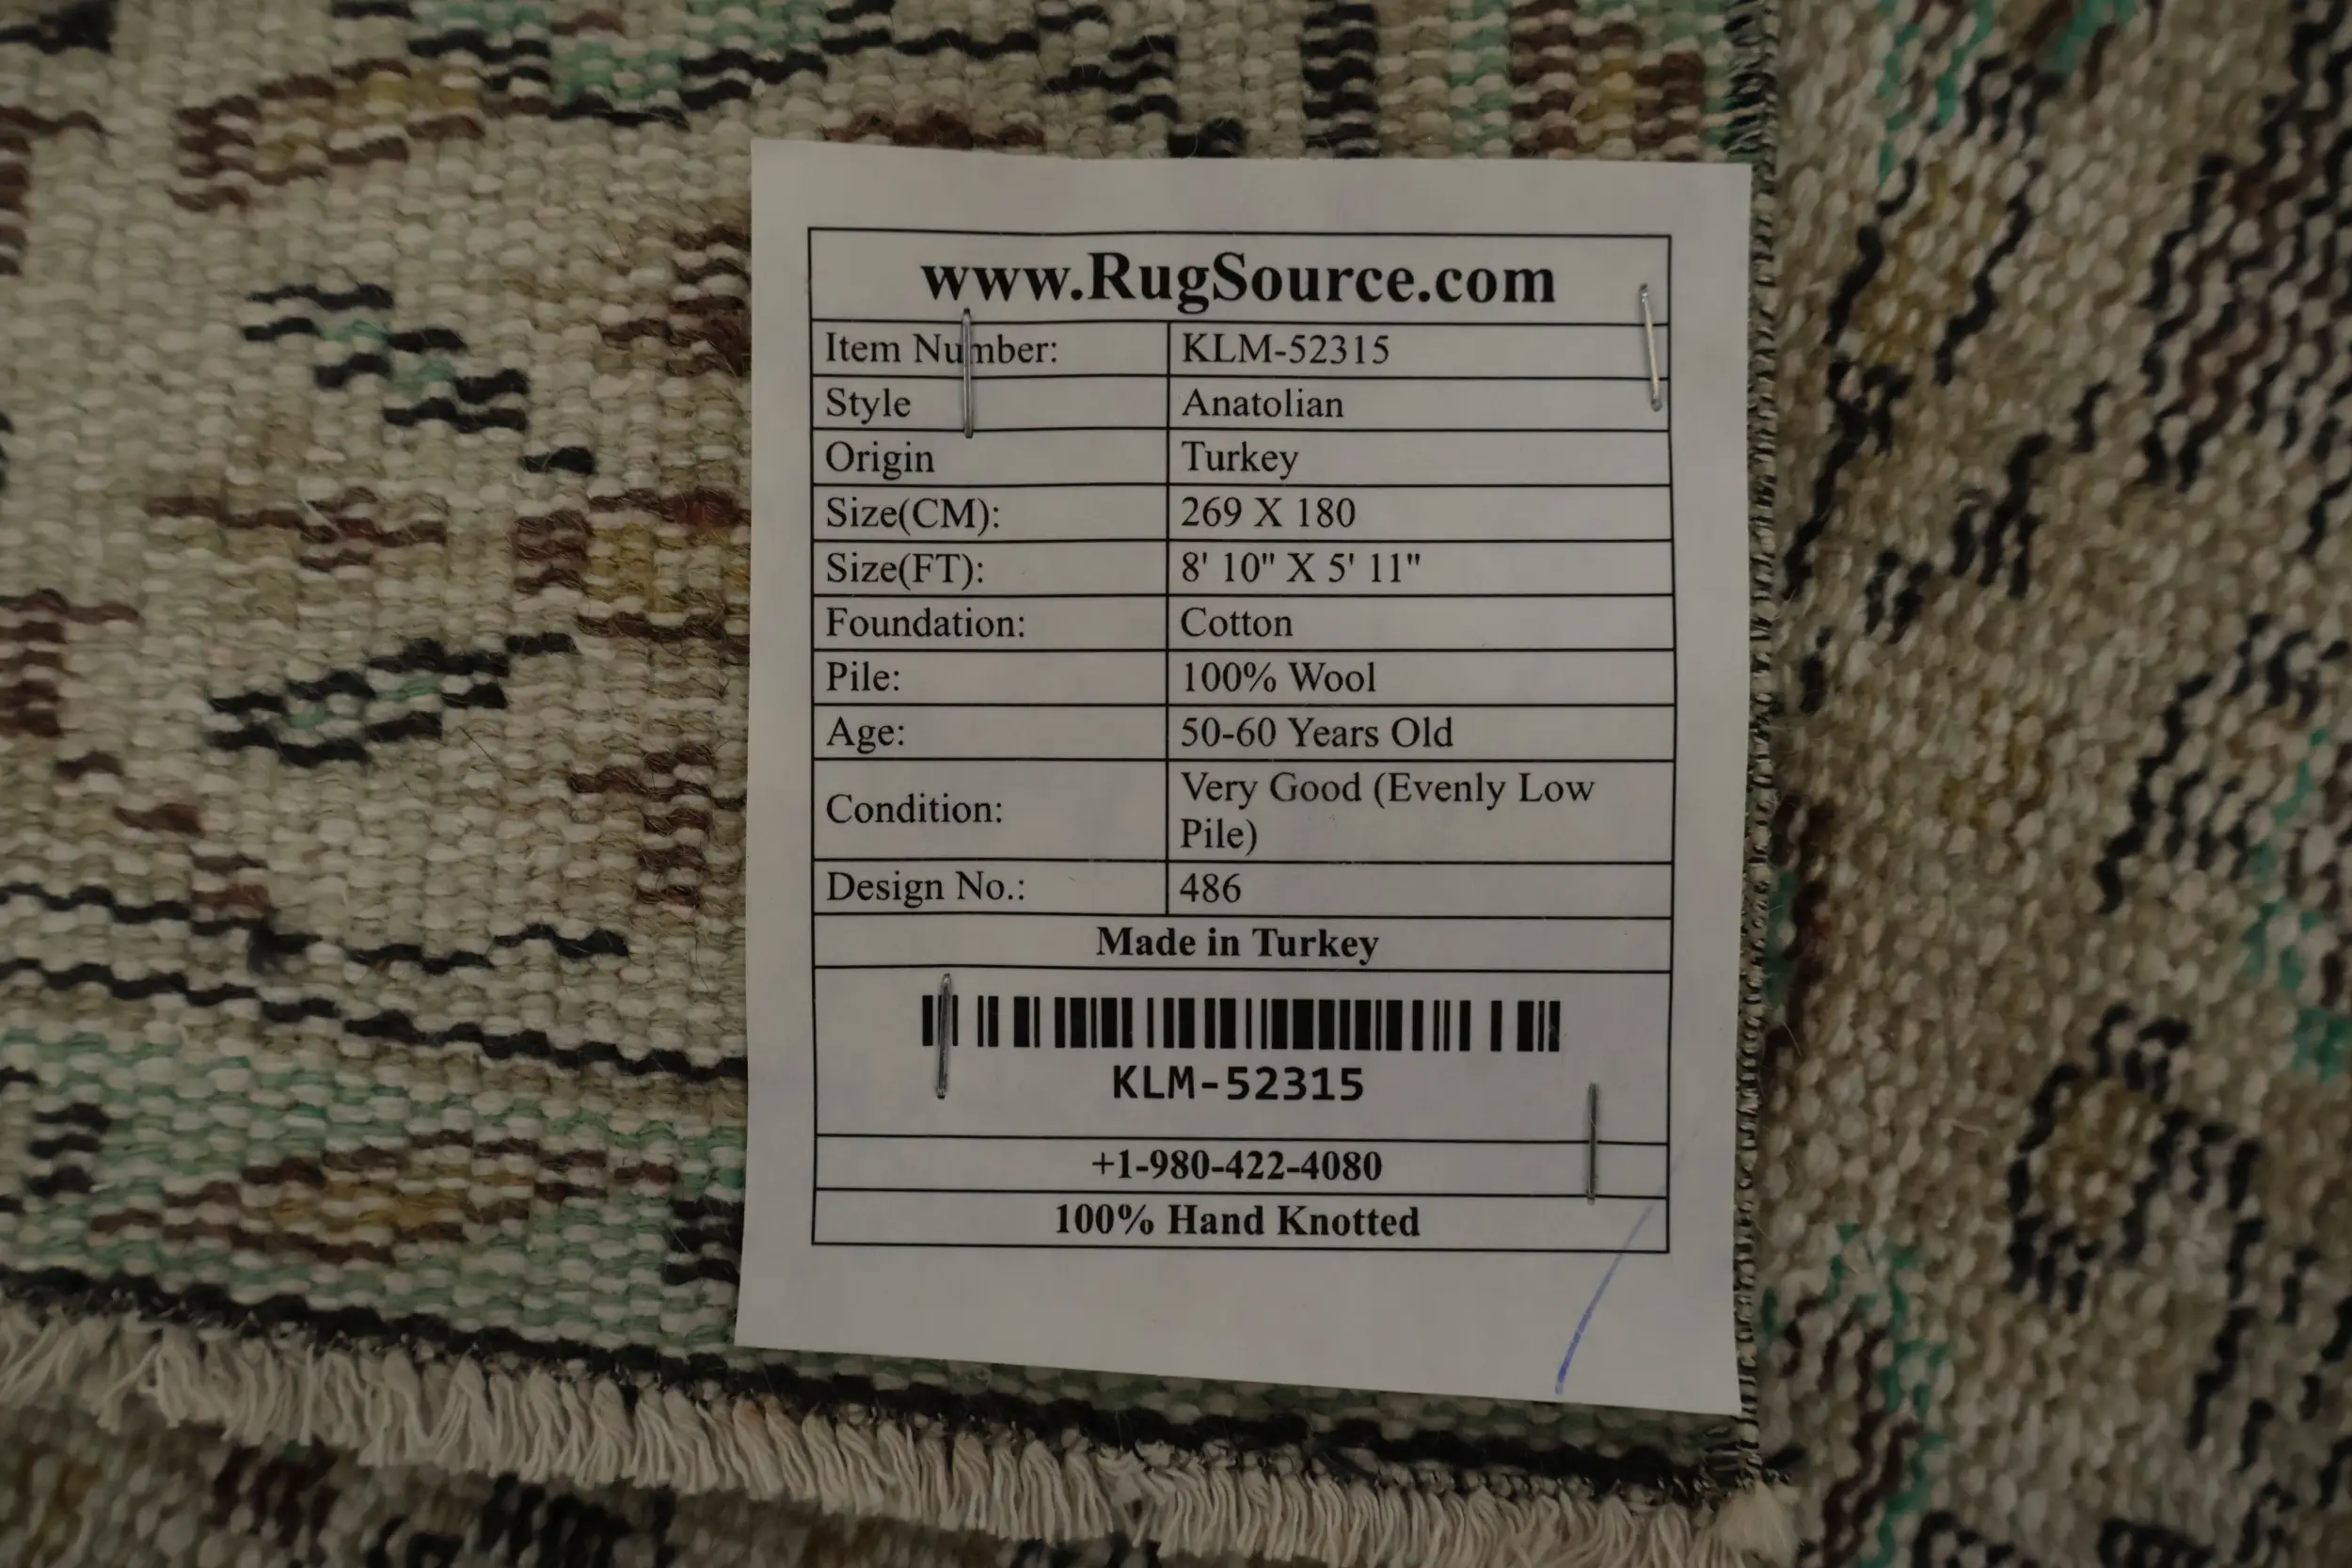 www.RugSource.com
Item Number: KLM-52315
Style Anatolian
Origin Turkey
Size(CM): 269 X 180
Size(FT): 8' 10" X 5' 11"
Foundation: Cotton
Pile: 100% Wool
Age: 50-60 Years Old
Condition: Very Good (Evenly Low
Pile)
Design No.: 486
Made in Turkey
KLM-52315
+1-980-422-4080
100% Hand Knotted